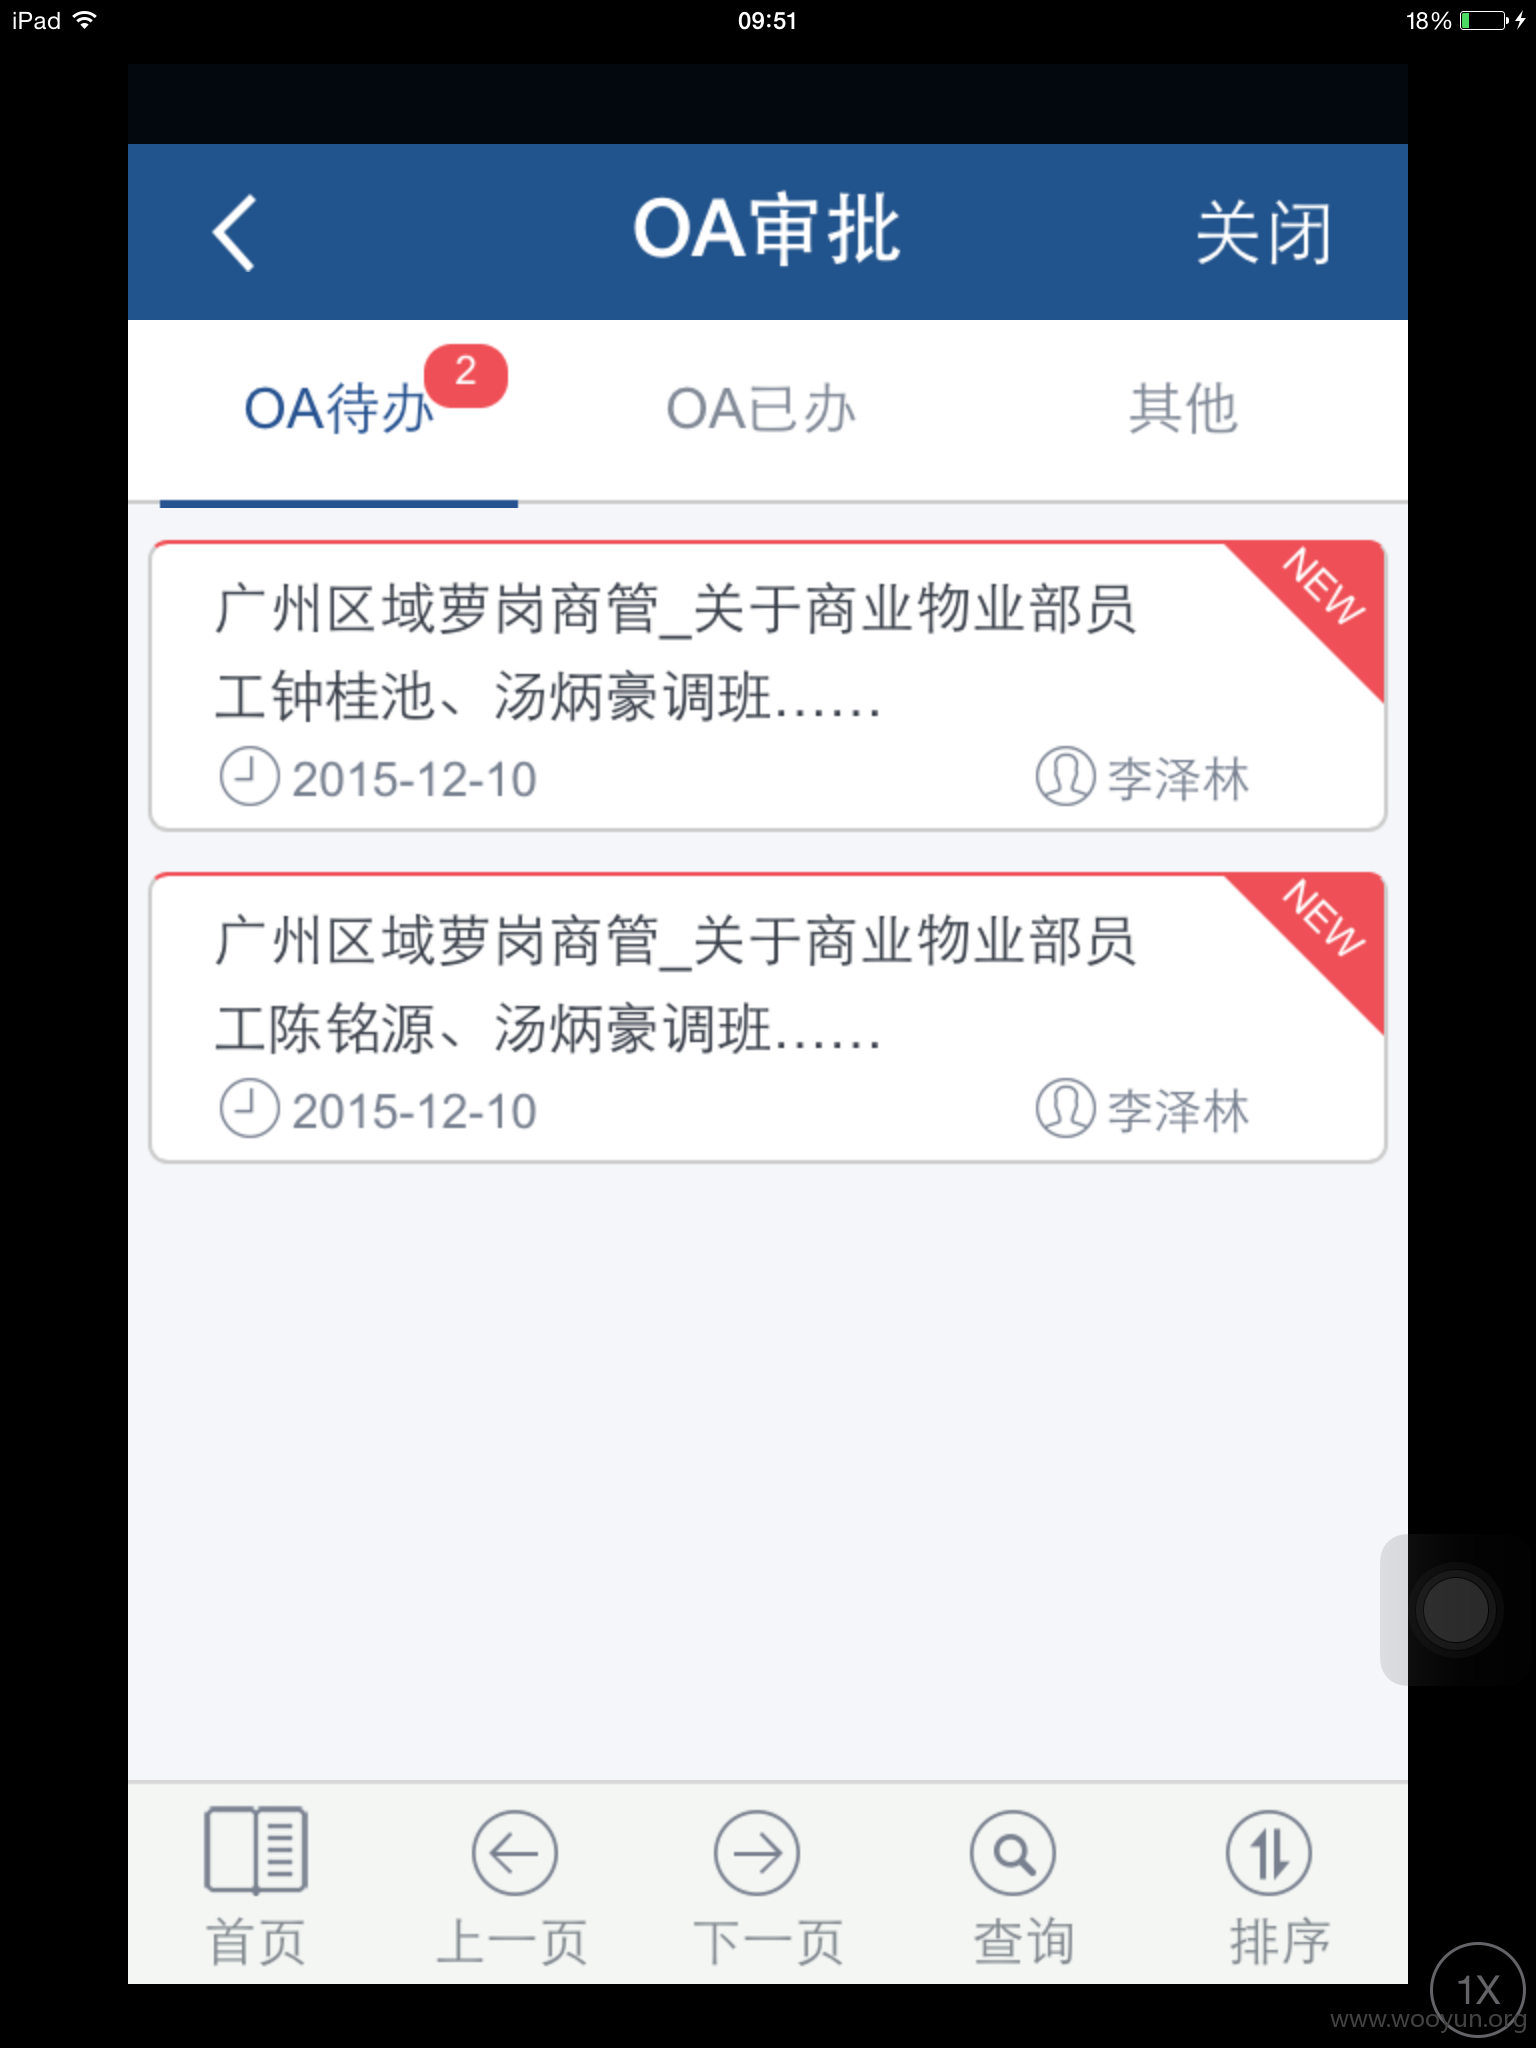 iPad 09:51 18%
OA审批 关闭
OA待办 2 OA已办 其他
广州区域萝岗商管_关于商业物业部员
工钟桂池、汤炳豪调班......
NEW
2015-12-10 李泽林
广州区域萝岗商管_关于商业物业部员
工陈铭源、汤炳豪调班......
NEW
2015-12-10 李泽林
首页 上一页 下一页 查询 排序
1X
www.wooyun.org